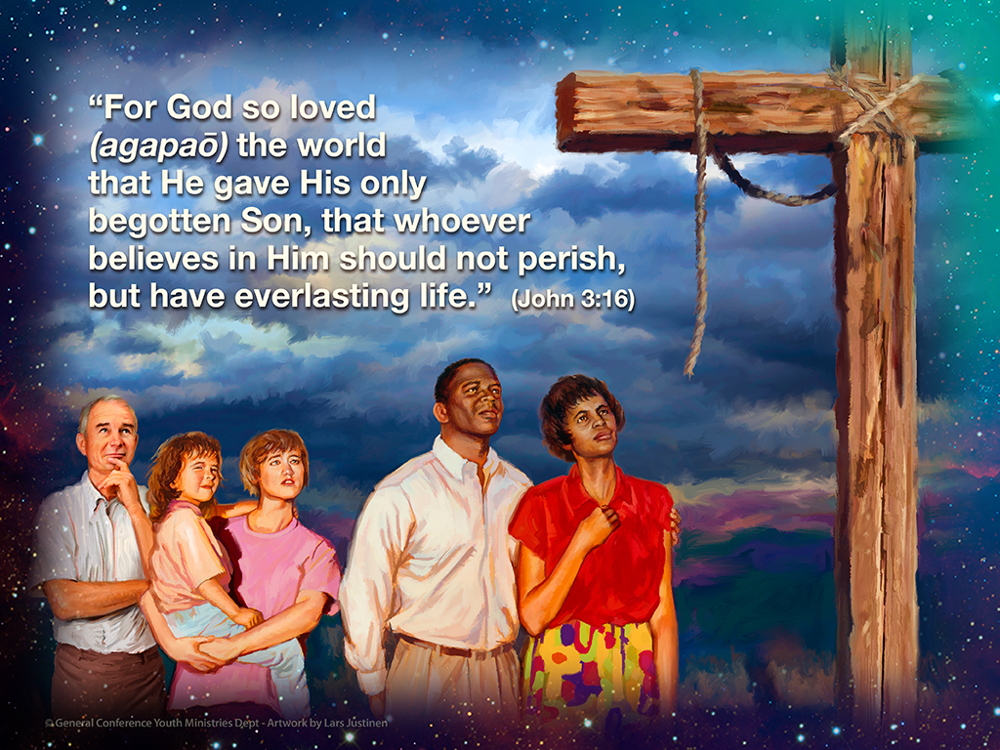 “For God so loved
(agapaō) the world
that He gave His only
begotten Son, that whoever
believes in Him should not perish,
but have everlasting life.” (John 3:16)
© General Conference Youth Ministries Dept - Artwork by Lars Justinen